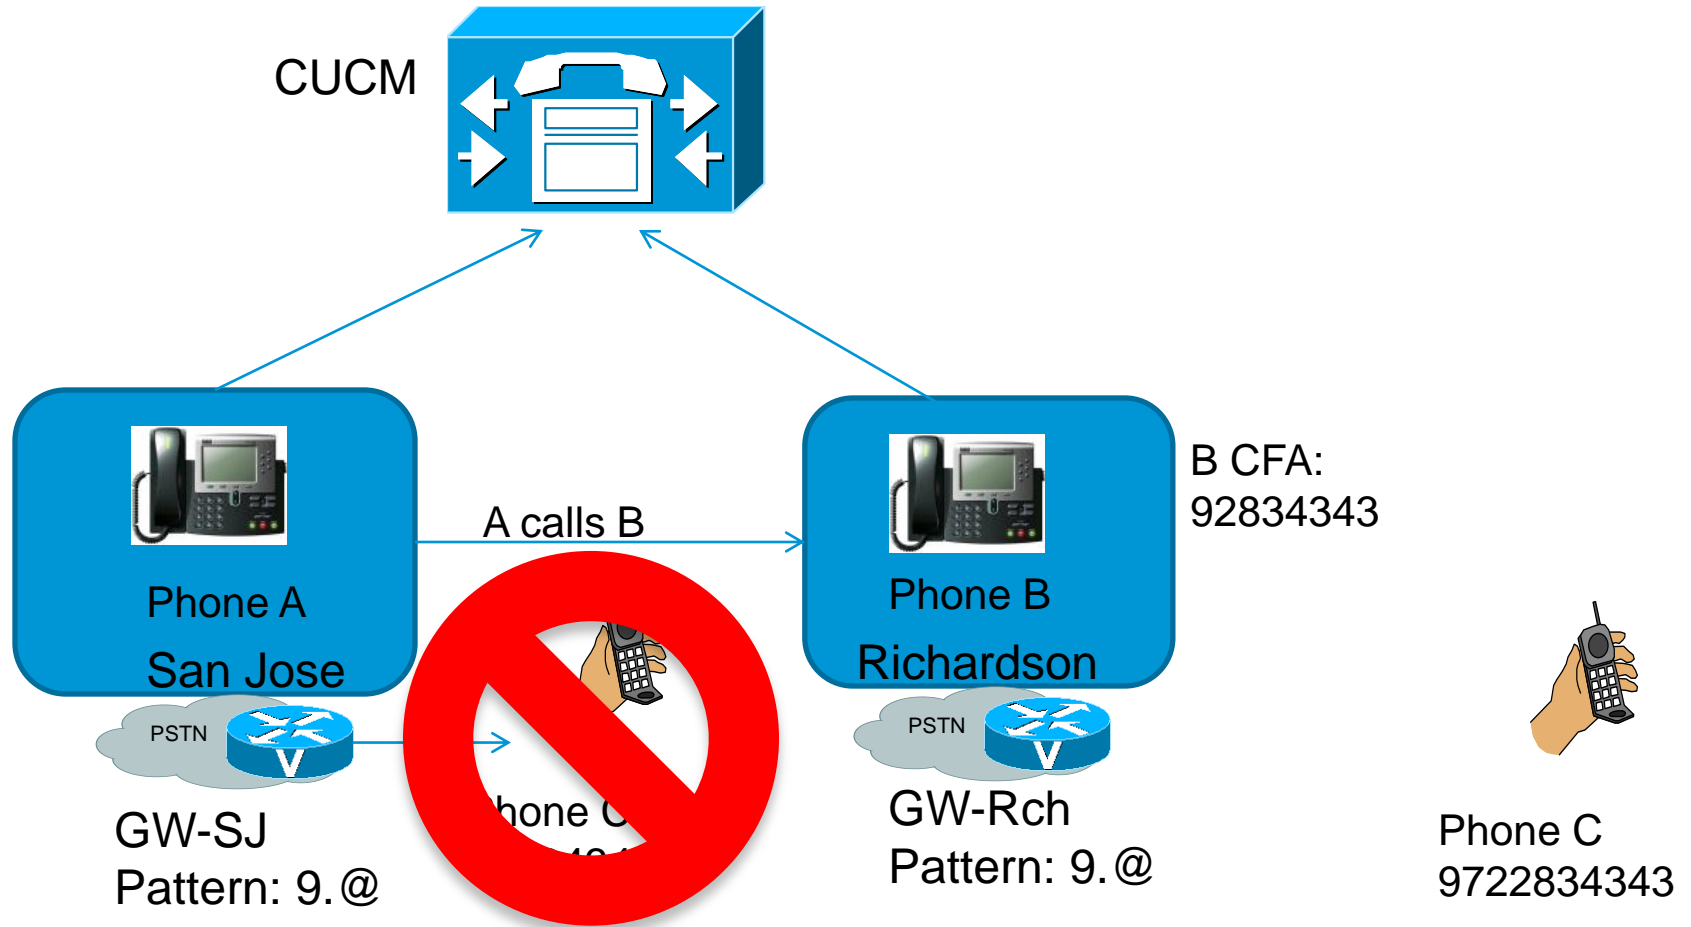 CUCM
A calls B
B CFA:
92834343
Phone A
San Jose
Phone B
Richardson
PSTN
PSTN
GW-SJ
Pattern: 9.@
GW-Rch
Pattern: 9.@
Phone C
9722834343
V
V